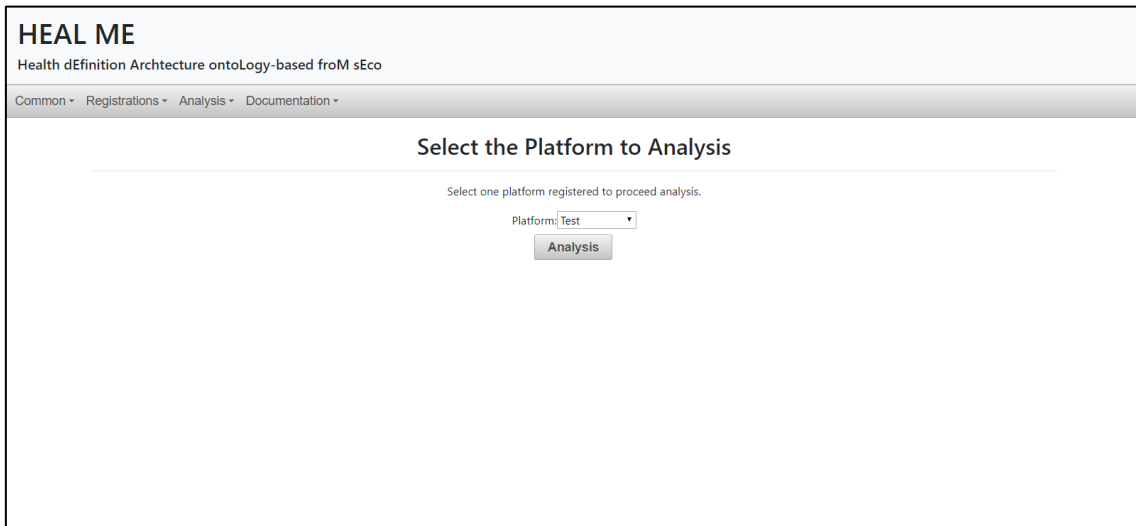 HEAL ME
Health dEfinition Archtecture ontoLogy-based froM sEco
Common Registrations Analysis Documentation
Select the Platform to Analysis
Select one platform registered to proceed analysis.
Platform: Test
Analysis